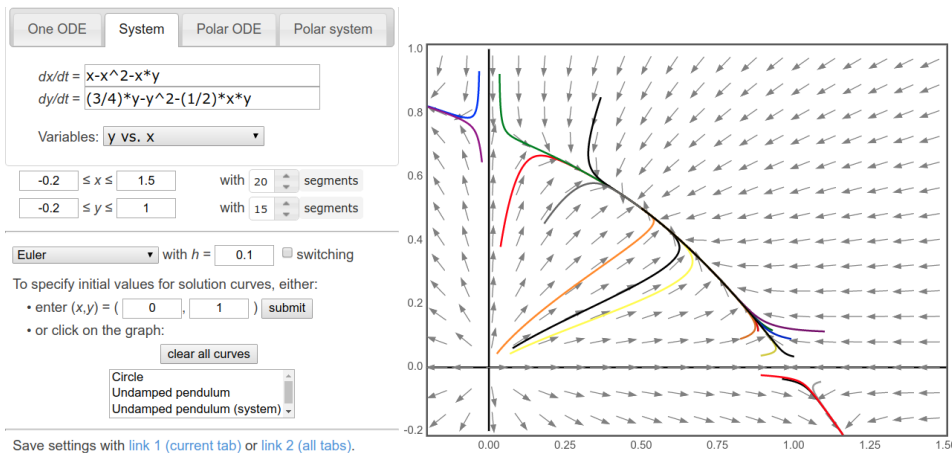 One ODE System Polar ODE Polar system
dx/dt = x-x^2-x*y
dy/dt = (3/4)*y-y^2-(1/2)*x*y
Variables: y vs. x
-0.2 ≤ x ≤ 1.5 with 20 segments
-0.2 ≤ y ≤ 1 with 15 segments
Euler with h = 0.1 switching
To specify initial values for solution curves, either:
• enter (x,y) = ( 0 , 1 ) submit
• or click on the graph:
clear all curves
Circle
Undamped pendulum
Undamped pendulum (system)
Save settings with link 1 (current tab) or link 2 (all tabs).
1.0
0.8
0.6
0.4
0.2
0.0
-0.2
0.00 0.25 0.50 0.75 1.00 1.25 1.50